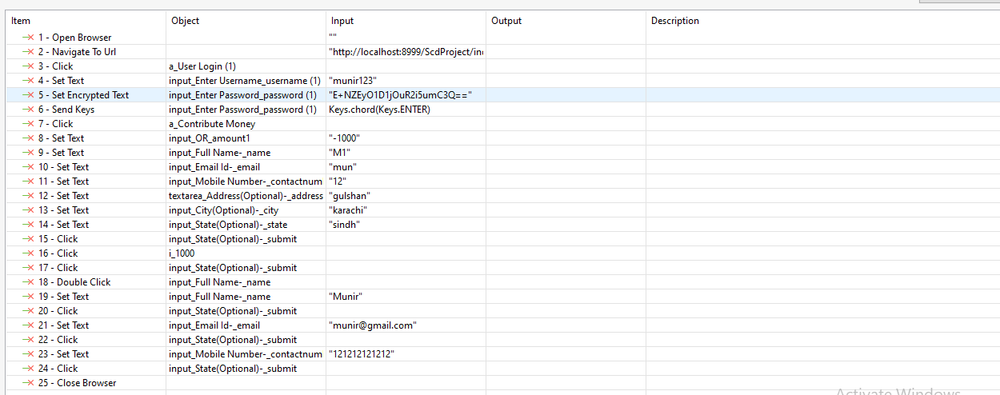 Item Object Input Output Description
1 - Open Browser ""
2 - Navigate To Url "http://localhost:8999/ScdProject/in
3 - Click a_User Login (1)
4 - Set Text input_Enter Username_username (1) "munir123"
5 - Set Encrypted Text input_Enter Password_password (1) "E+NZEyO1D1jOuR2i5umC3Q=="
6 - Send Keys input_Enter Password_password (1) Keys.chord(Keys.ENTER)
7 - Click a_Contribute Money
8 - Set Text input_OR_amount1 "-1000"
9 - Set Text input_Full Name-_name "M1"
10 - Set Text input_Email Id-_email "mun"
11 - Set Text input_Mobile Number-_contactnum "12"
12 - Set Text textarea_Address(Optional)-_address "gulshan"
13 - Set Text input_City(Optional)-_city "karachi"
14 - Set Text input_State(Optional)-_state "sindh"
15 - Click input_State(Optional)-_submit
16 - Click i_1000
17 - Click input_State(Optional)-_submit
18 - Double Click input_Full Name-_name
19 - Set Text input_Full Name-_name "Munir"
20 - Click input_State(Optional)-_submit
21 - Set Text input_Email Id-_email "munir@gmail.com"
22 - Click input_State(Optional)-_submit
23 - Set Text input_Mobile Number-_contactnum "121212121212"
24 - Click input_State(Optional)-_submit
25 - Close Browser
Activate Windows